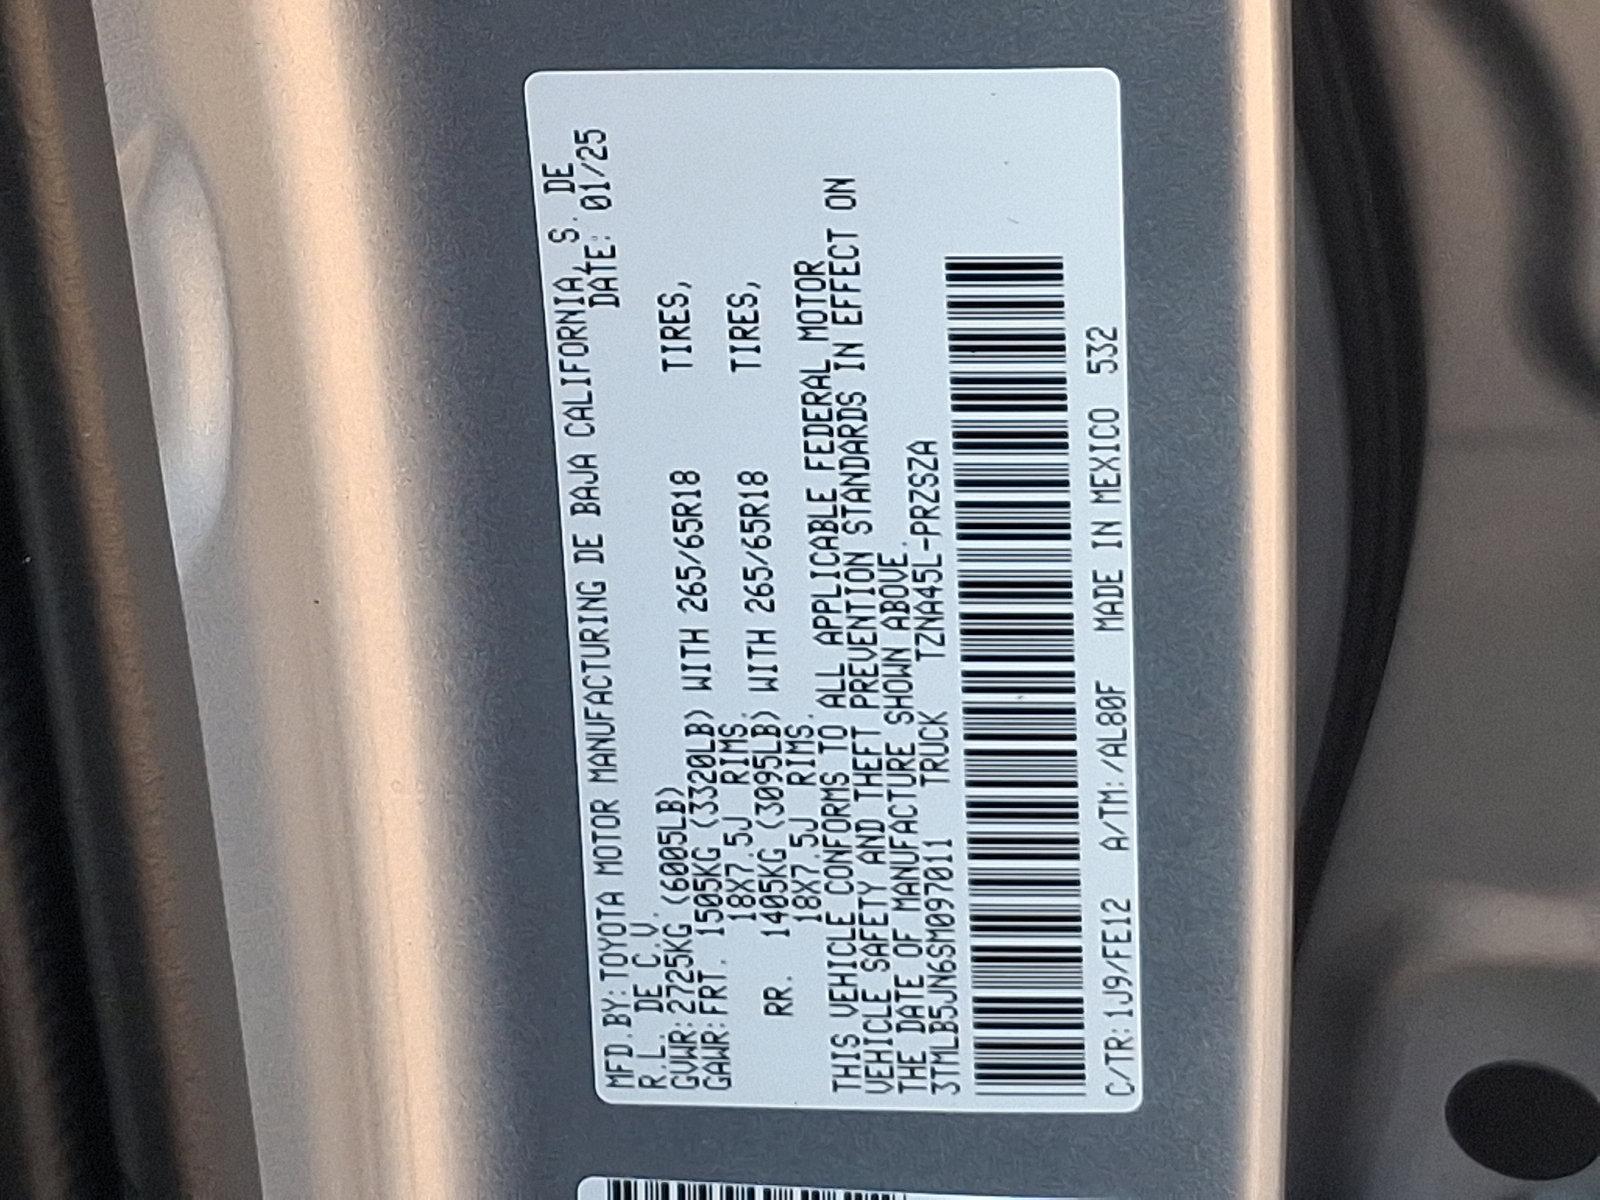 MFD.BY:TOYOTA MOTOR MANUFACTURING DE BAJA CALIFORNIA, S. DE
R.L. DE C.V. DATE: 01/25
GVWR:2725KG (6005LB)
GAWR:FRT. 1505KG (3320LB) WITH 265/65R18 TIRES,
18X7.5J RIMS.
RR. 1405KG (3095LB) WITH 265/65R18 TIRES,
18X7.5J RIMS.
THIS VEHICLE CONFORMS TO ALL APPLICABLE FEDERAL MOTOR
VEHICLE SAFETY AND THEFT PREVENTION STANDARDS IN EFFECT ON
THE DATE OF MANUFACTURE SHOWN ABOVE.
3TMLB5JN6SM097011 TRUCK TZNA45L-PRZSZA
C/TR:1J9/FE12 A/TM:/AL80F MADE IN MEXICO 532